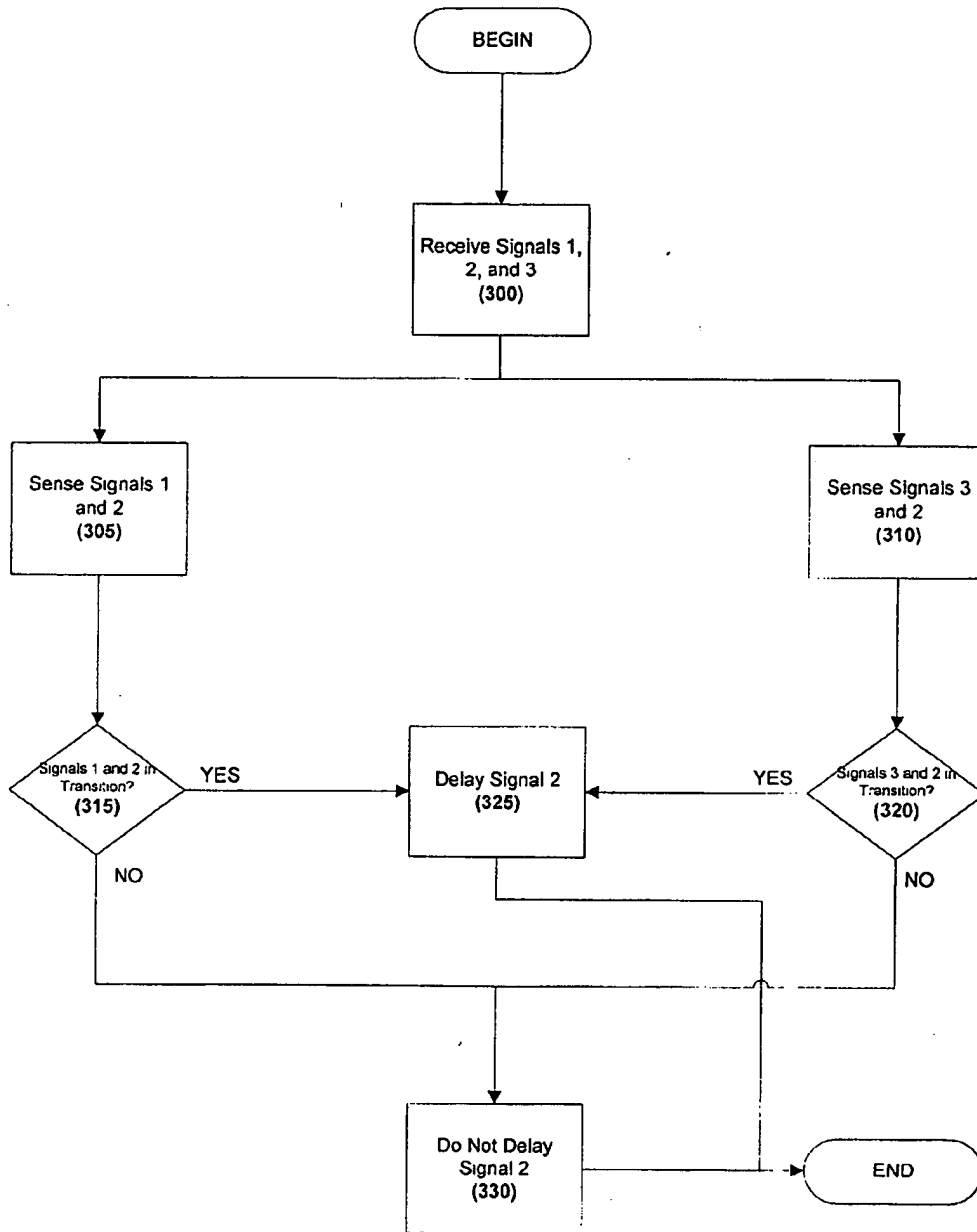 BEGIN
Receive Signals 1,
2, and 3
(300)
Sense Signals 1
and 2
(305)
Sense Signals 3
and 2
(310)
Signals 1 and 2 in
Transition?
(315)
YES
NO
Delay Signal 2
(325)
YES
Signals 3 and 2 in
Transition?
(320)
NO
Do Not Delay
Signal 2
(330)
END